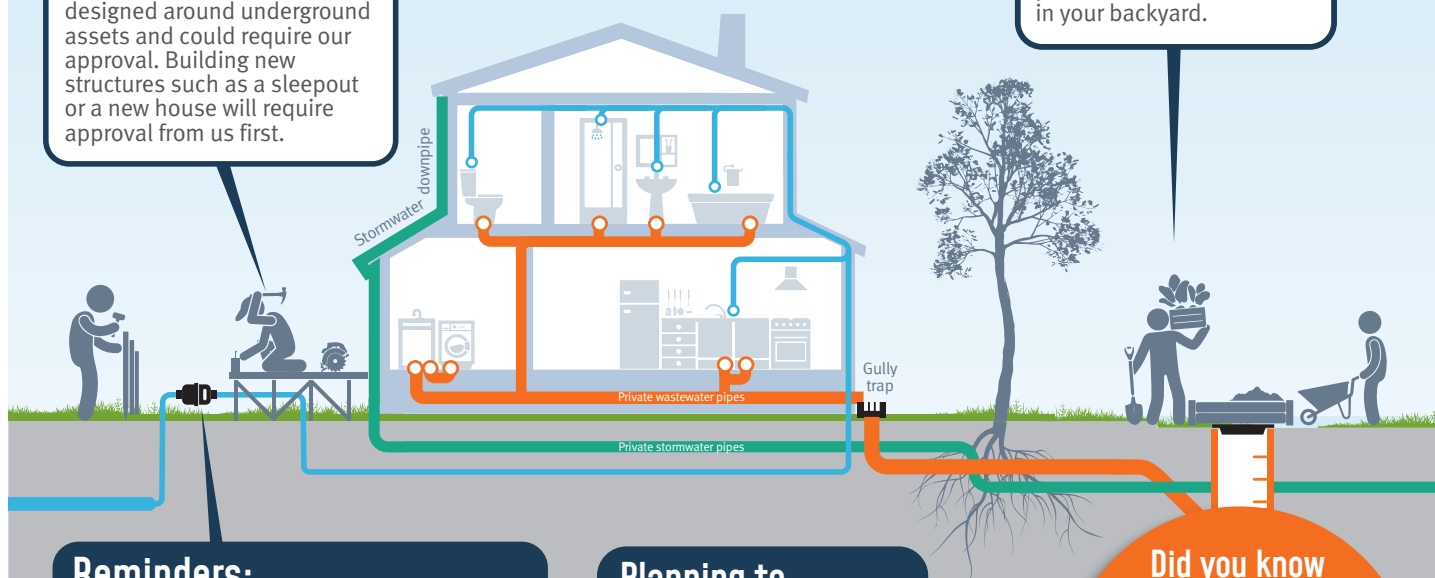 designed around underground
assets and could require our
approval. Building new
structures such as a sleepout
or a new house will require
approval from us first.
in your backyard.
Stormwater downpipe
Gully
trap
Private wastewater pipes
Private stormwater pipes
Reminders:
Planning to
Did you know